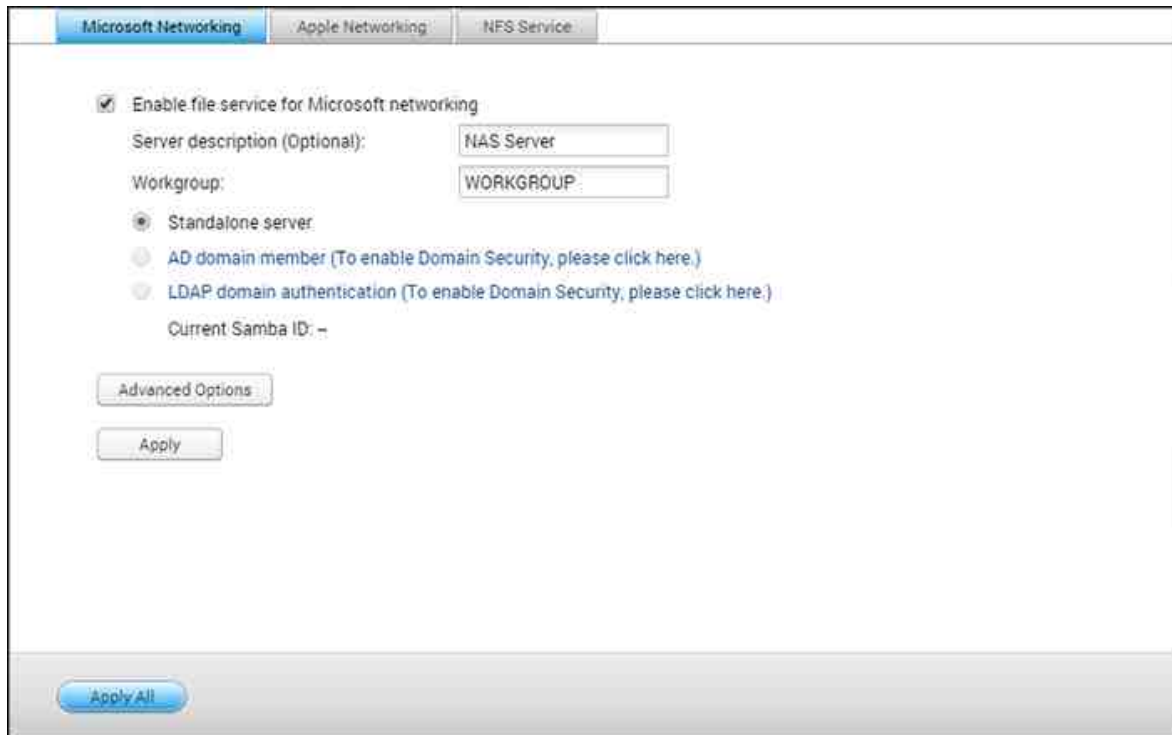 Microsoft Networking Apple Networking NFS Service
Enable file service for Microsoft networking
Server description (Optional): NAS Server
Workgroup: WORKGROUP
Standalone server
AD domain member (To enable Domain Security, please click here.)
LDAP domain authentication (To enable Domain Security, please click here.)
Current Samba ID: --
Advanced Options
Apply
Apply All